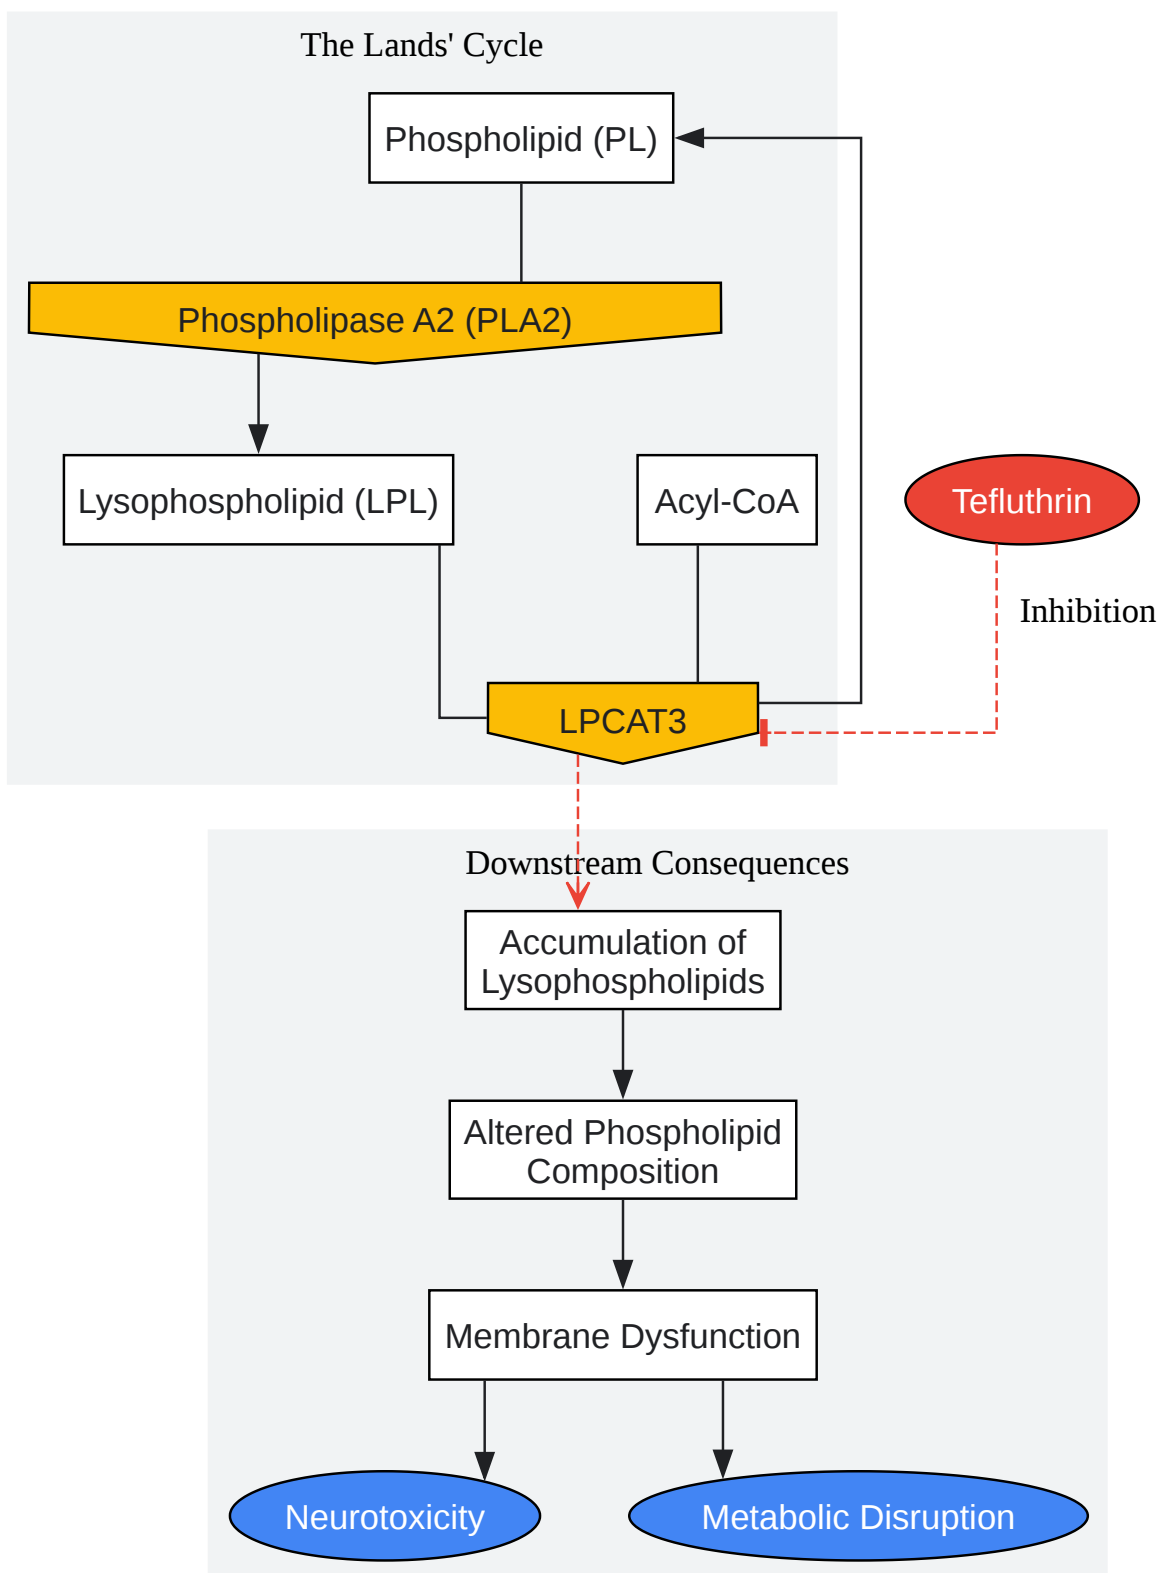 The Lands' Cycle
Phospholipid (PL)
Phospholipase A2 (PLA2)
Lysophospholipid (LPL)
Acyl-CoA
Tefluthrin
Inhibition
LPCAT3
Downstream Consequences
Accumulation of
Lysophospholipids
Altered Phospholipid
Composition
Membrane Dysfunction
Neurotoxicity
Metabolic Disruption